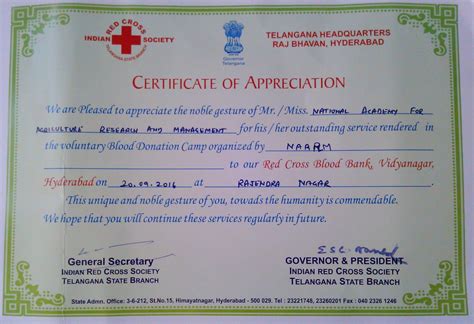 INDIAN RED CROSS SOCIETY
TELANGANA STATE BRANCH
Governor
Telangana
TELANGANA HEADQUARTERS
RAJ BHAVAN, HYDERABAD
CERTIFICATE OF APPRECIATION
We are Pleased to appreciate the noble gesture of Mr. / Miss. NATIONAL ACADEMY FOR
AGRICULTURE RESEARCH AND MANAGEMENT for his / her outstanding service rendered in
the voluntary Blood Donation Camp organized by NAARM
to our Red Cross Blood Bank, Vidyanagar,
Hyderabad on 20.09.2016 at RAJENDRA NAGAR
This unique and noble gesture of you, towards the humanity is commendable.
We hope that you will continue these services regularly in future.
General Secretary
INDIAN RED CROSS SOCIETY
TELANGANA STATE BRANCH
GOVERNOR & PRESIDENT
INDIAN RED CROSS SOCIETY
TELANGANA STATE BRANCH
State Admn. Office: 3-6-212, St.No.15, Himayatnagar, Hyderabad - 500 029. Tel : 23221748, 23260201 Fax : 040 2326 1246